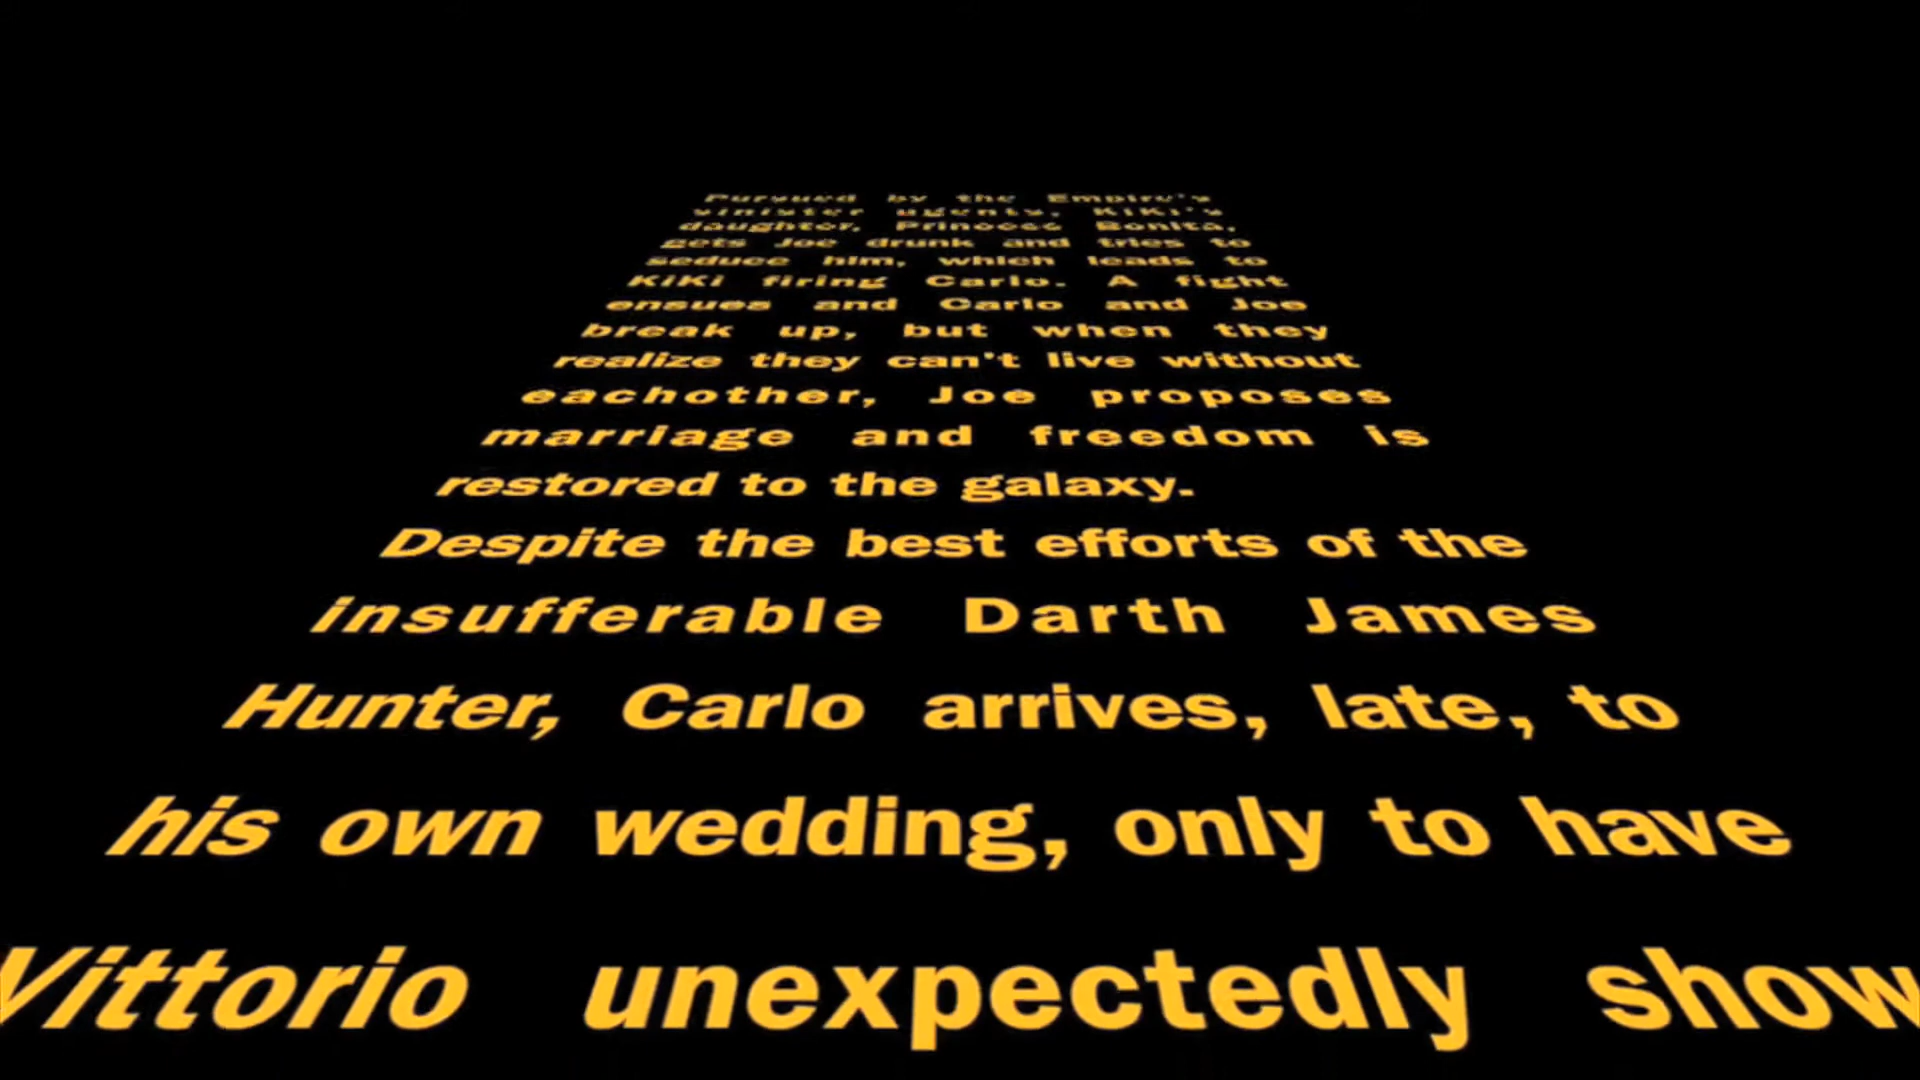 Pursued by the Empire's
sinister agents, KiKi's
daughter, Princess Bonita,
gets Joe drunk and tries to
seduce him, which leads to
KiKi firing Carlo. A fight
ensues and Carlo and Joe
break up, but when they
realize they can't live without
eachother, Joe proposes
marriage and freedom is
restored to the galaxy.
Despite the best efforts of the
insufferable Darth James
Hunter, Carlo arrives, late, to
his own wedding, only to have
Vittorio unexpectedly show